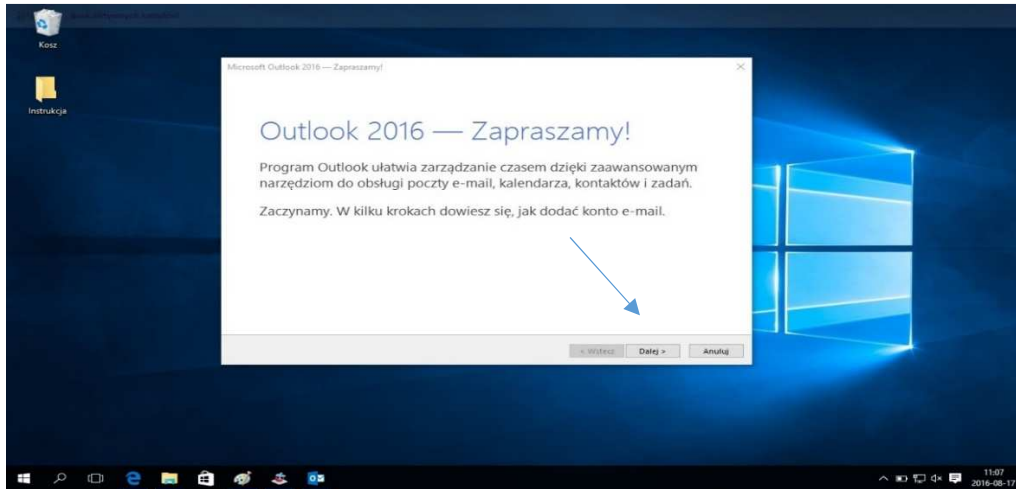 Kosz
Instrukcja
Microsoft Outlook 2016 — Zapraszamy!
Outlook 2016 — Zapraszamy!
Program Outlook ułatwia zarządzanie czasem dzięki zaawansowanym
narzędziom do obsługi poczty e-mail, kalendarza, kontaktów i zadań.
Zaczynamy. W kilku krokach dowiesz się, jak dodać konto e-mail.
< Wstecz Dalej > Anuluj
11:07
2016-08-17